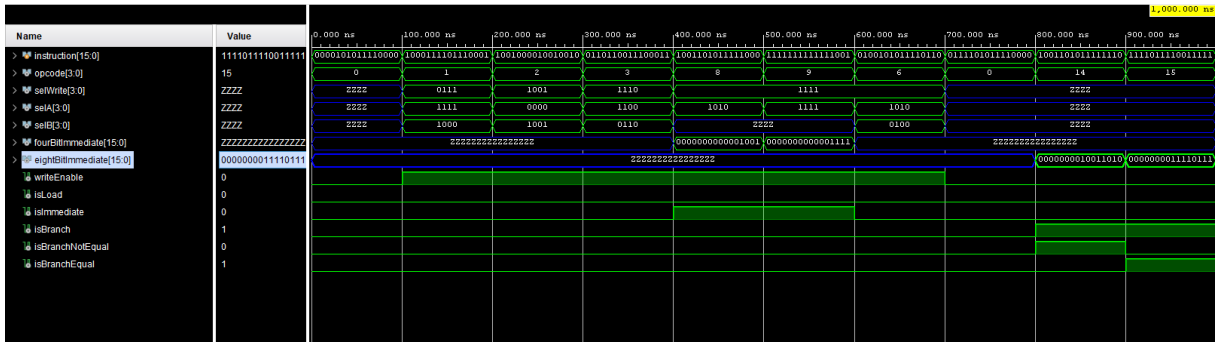 1,000.000 ns
Name Value 0.000 ns 100.000 ns 200.000 ns 300.000 ns 400.000 ns 500.000 ns 600.000 ns 700.000 ns 800.000 ns 900.000 ns
instruction[15:0] 1111011110011111 0000101011110000 1000111101110001 1001000010010010 0110110011100011 1001101011111000 1111111111111001 0100101011110110 0111101011110000 1001101011111110 1111011110011111
opcode[3:0] 15 0 1 2 3 8 9 6 0 14 15
selWrite[3:0] ZZZZ ZZZZ 0111 1001 1110 1111 ZZZZ
selA[3:0] ZZZZ ZZZZ 1111 0000 1100 1010 1111 1010 ZZZZ
selB[3:0] ZZZZ ZZZZ 1000 1001 0110 ZZZZ 0100 ZZZZ
fourBitImmediate[15:0] ZZZZZZZZZZZZZZZZ ZZZZZZZZZZZZZZZZ 0000000000001001 0000000000001111 ZZZZZZZZZZZZZZZZ
eightBitImmediate[15:0] 0000000011110111 ZZZZZZZZZZZZZZZZ 0000000010011010 0000000011110111
writeEnable 0
isLoad 0
isImmediate 0
isBranch 1
isBranchNotEqual 0
isBranchEqual 1